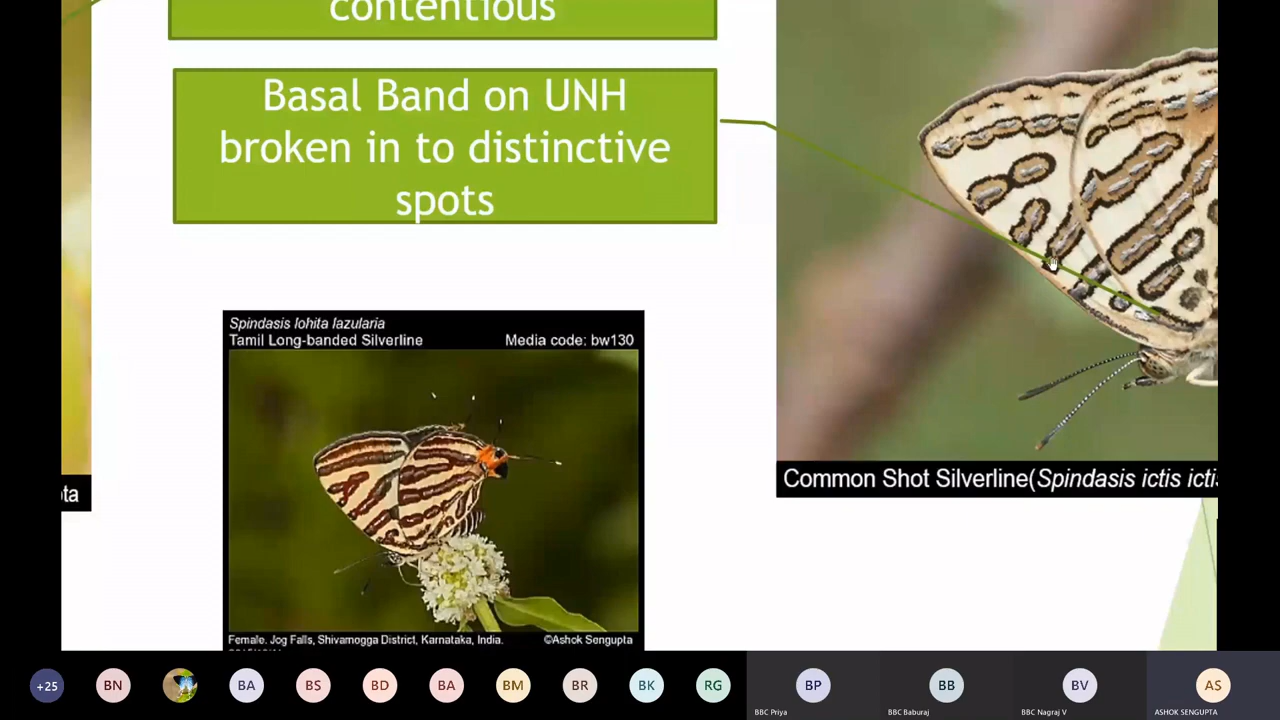 contentious
Basal Band on UNH
broken in to distinctive
spots
Spindasis lohita lazularia
Tamil Long-banded Silverline Media code: bw130
Female. Jog Falls, Shivamogga District, Karnataka, India. ©Ashok Sengupta
ta
Common Shot Silverline(Spindasis ictis icti
+25 BN BA BS BD BA BM BR BK RG BP BB BV AS
BBC Priya BBC Baburaj BBC Nagraj V ASHOK SENGUPTA